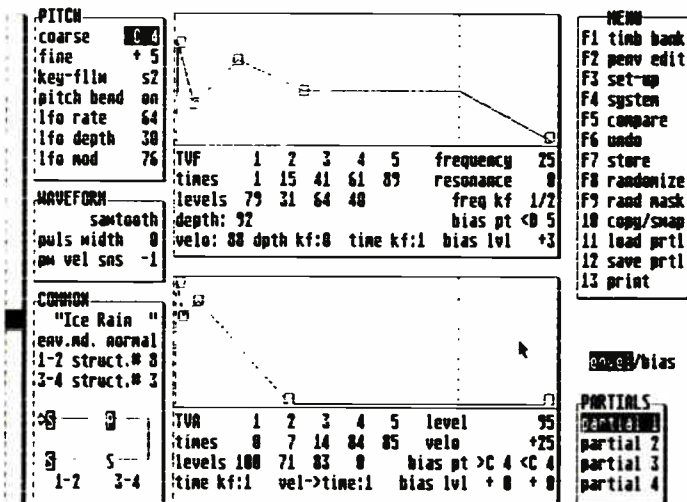 PITCH
coarse C 4
fine + 5
key-fllw s2
pitch bend on
lfo rate 64
lfo depth 30
lfo mod 76
WAVEFORM
sawtooth
puls width 0
pw vel sns -1
COMMON
"Ice Rain "
env.md. normal
1-2 struct.# 8
3-4 struct.# 3
S P
S S
1-2 3-4
TVF 1 2 3 4 5 frequency 25
times 1 15 41 61 89 resonance 0
levels 79 31 64 40 freq kf 1/2
depth: 92 bias pt <D 5
velo: 88 dpth kf:0 time kf:1 bias lvl +3
TVA 1 2 3 4 5 level 95
times 0 7 14 84 85 velo +25
levels 100 71 83 0 bias pt >C 4 <C 4
time kf:1 vel->time:1 bias lvl + 0 + 0
MENU
F1 timb bank
F2 penv edit
F3 set-up
F4 system
F5 compare
F6 undo
F7 store
F8 randomize
F9 rand mask
10 copy/swap
11 load prtl
12 save prtl
13 print
/bias
PARTIALS
partial 1
partial 2
partial 3
partial 4